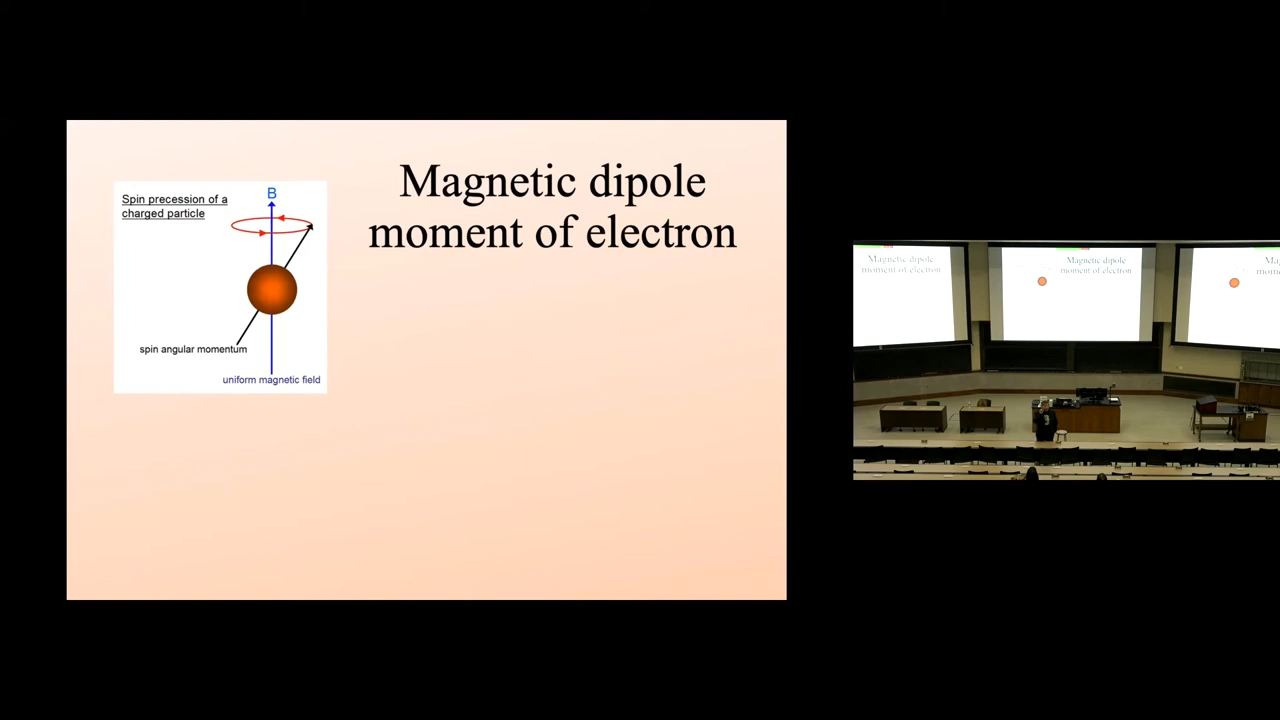 Magnetic dipole
moment of electron
Spin precession of a
charged particle
B
spin angular momentum
uniform magnetic field
Magnetic dipole
moment of electron
Magnetic dipole
moment of electron